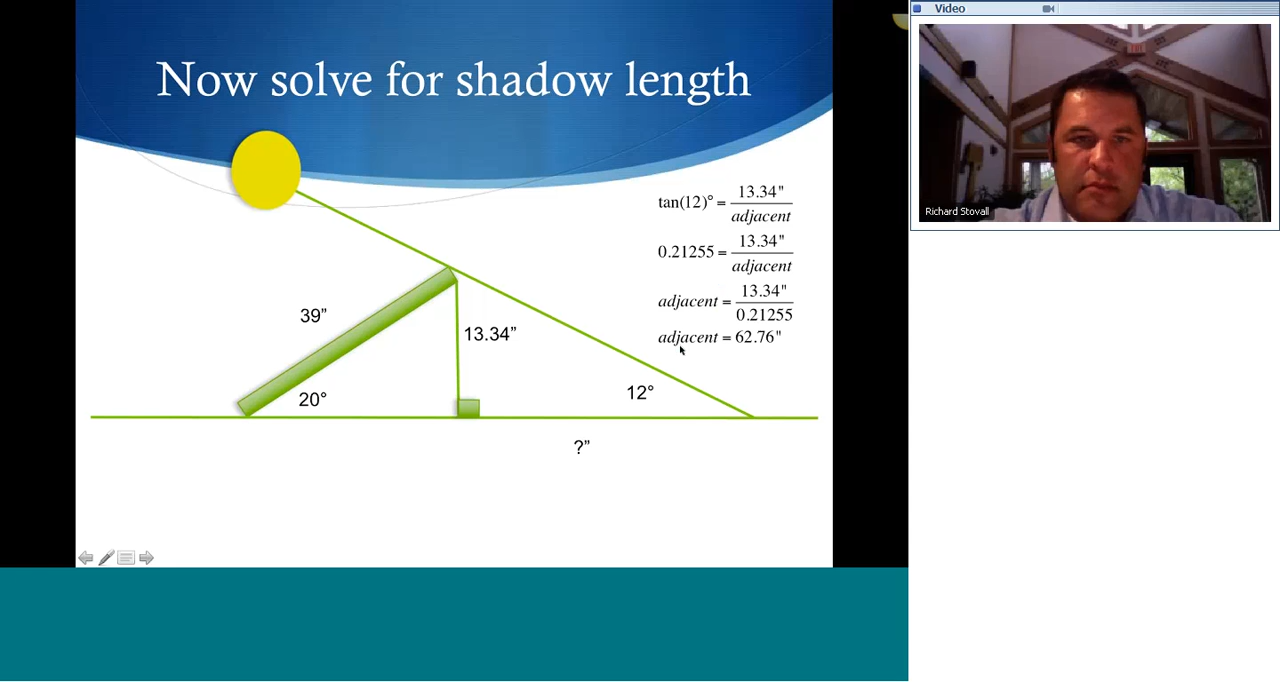 Now solve for shadow length
tan(12)° = 13.34" / adjacent
0.21255 = 13.34" / adjacent
adjacent = 13.34" / 0.21255
adjacent = 62.76"
39”
13.34”
20°
12°
?”
Video
Richard Stovall